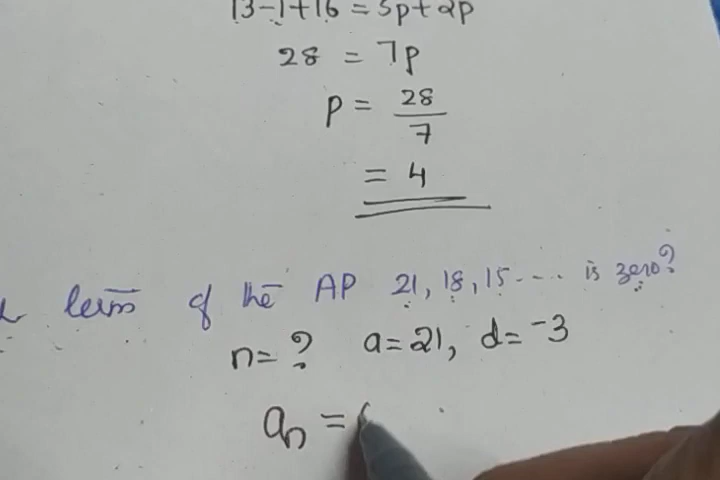 13-1+16 = 5p+2p
28 = 7p
p = 28/7
= 4
term of the AP 21, 18, 15.... is zero?
n= ? a=21, d= -3
an =